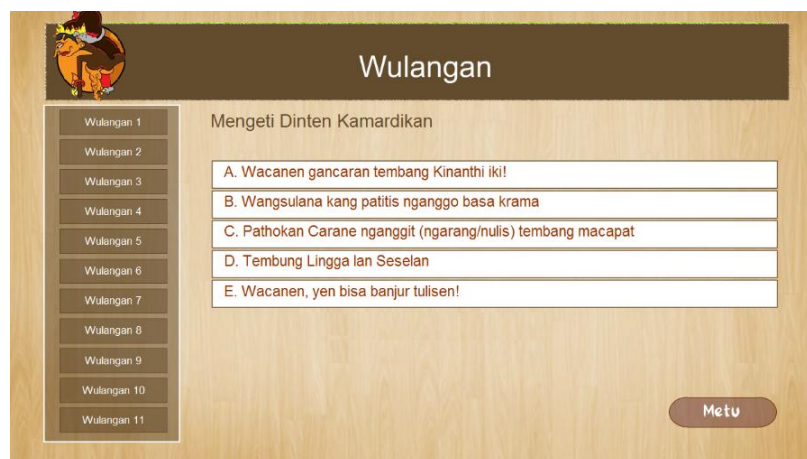 Wulangan
Wulangan 1
Wulangan 2
Wulangan 3
Wulangan 4
Wulangan 5
Wulangan 6
Wulangan 7
Wulangan 8
Wulangan 9
Wulangan 10
Wulangan 11
Mengeti Dinten Kamardikan
A. Wacanen gancaran tembang Kinanthi iki!
B. Wangsulana kang patitis nganggo basa krama
C. Pathokan Carane nganggit (ngarang/nulis) tembang macapat
D. Tembung Lingga lan Seselan
E. Wacanen, yen bisa banjur tulisen!
Metu